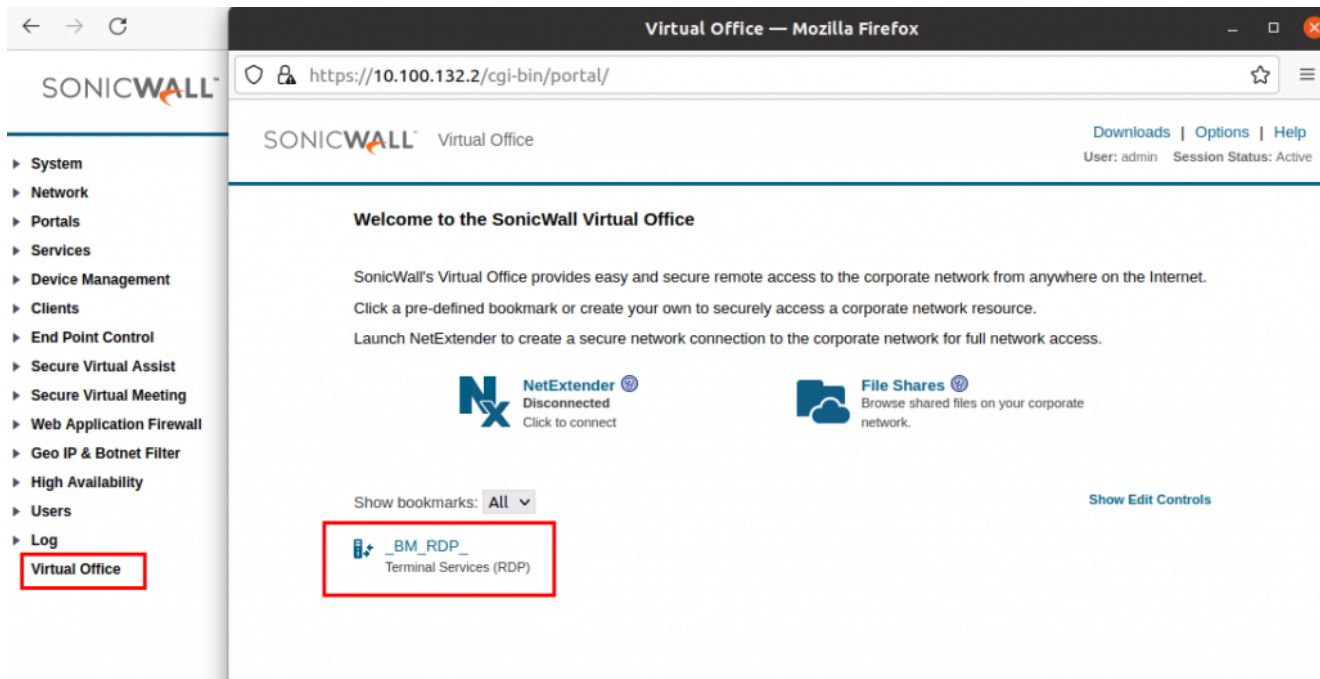 Virtual Office — Mozilla Firefox
SONICWALL
https://10.100.132.2/cgi-bin/portal/
SONICWALL Virtual Office
Downloads | Options | Help
User: admin Session Status: Active
System
Network
Portals
Services
Device Management
Clients
End Point Control
Secure Virtual Assist
Secure Virtual Meeting
Web Application Firewall
Geo IP & Botnet Filter
High Availability
Users
Log
Virtual Office
Welcome to the SonicWall Virtual Office
SonicWall's Virtual Office provides easy and secure remote access to the corporate network from anywhere on the Internet.
Click a pre-defined bookmark or create your own to securely access a corporate network resource.
Launch NetExtender to create a secure network connection to the corporate network for full network access.
NetExtender
Disconnected
Click to connect
File Shares
Browse shared files on your corporate
network.
Show bookmarks: All
Show Edit Controls
_BM_RDP_
Terminal Services (RDP)